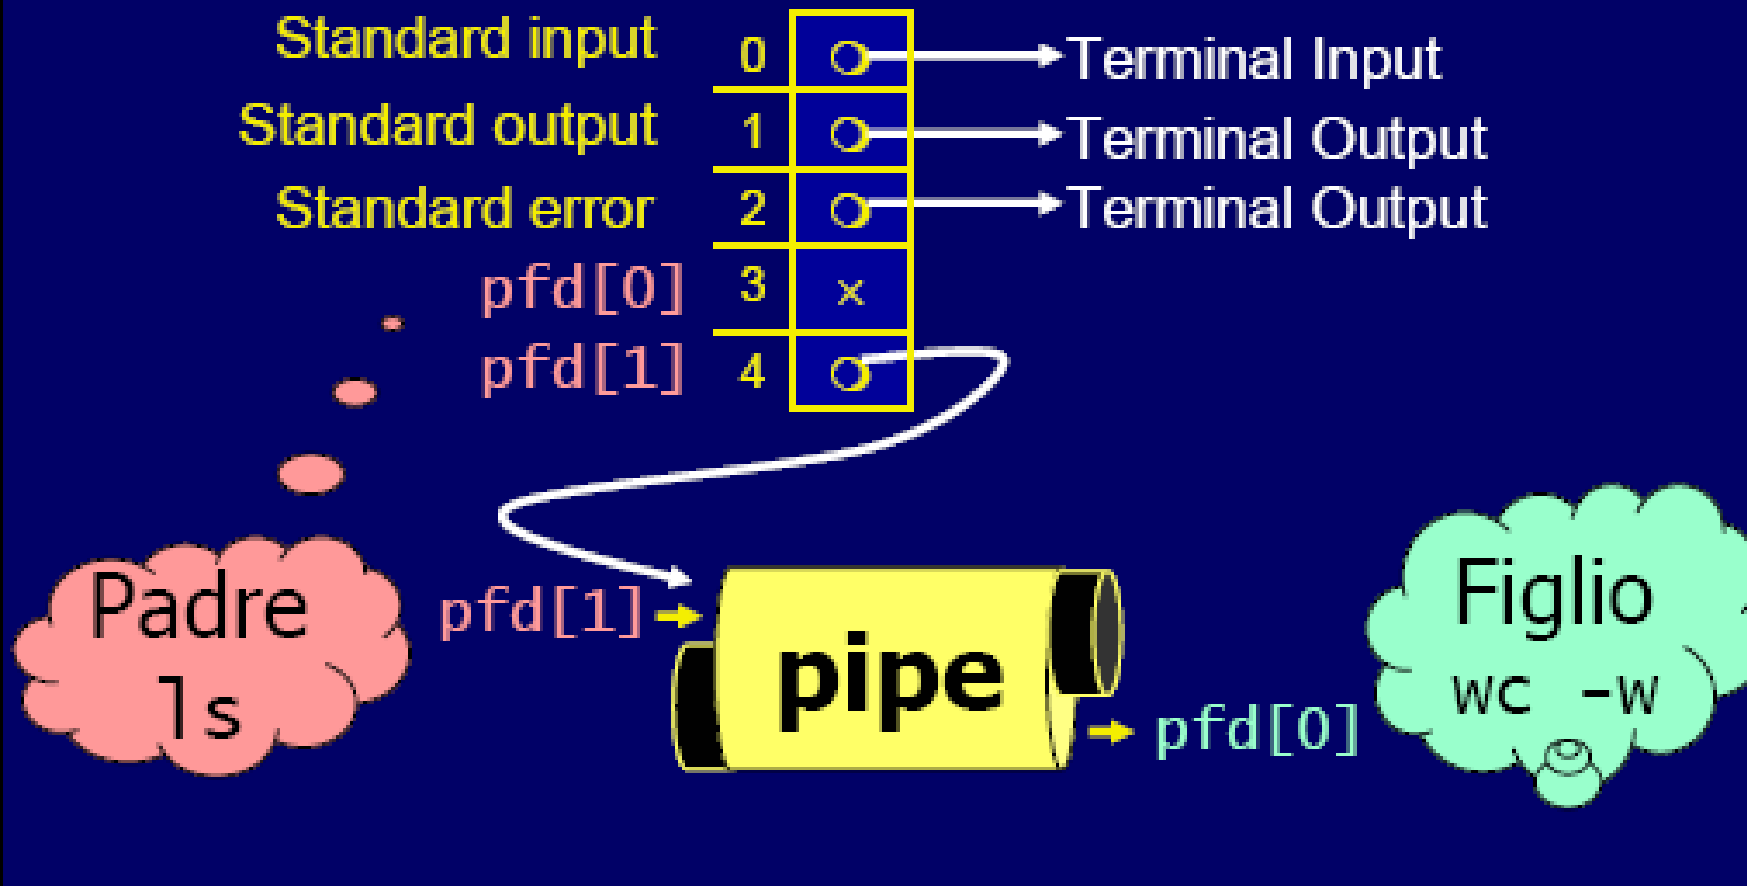 Standard input 0 Terminal Input
Standard output 1 Terminal Output
Standard error 2 Terminal Output
pfd[0] 3 ×
pfd[1] 4
Padre
ls
pfd[1]
pipe
pfd[0]
Figlio
wc -w